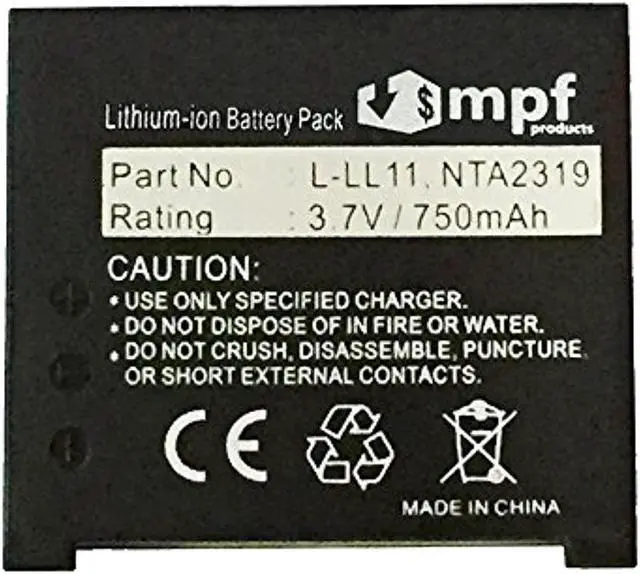 Lithium-ion Battery Pack $ mpf
products
Part No. : L-LL11, NTA2319
Rating : 3.7V / 750mAh
CAUTION:
• USE ONLY SPECIFIED CHARGER.
• DO NOT DISPOSE OF IN FIRE OR WATER.
• DO NOT CRUSH, DISASSEMBLE, PUNCTURE
OR SHORT EXTERNAL CONTACTS.
CE
MADE IN CHINA